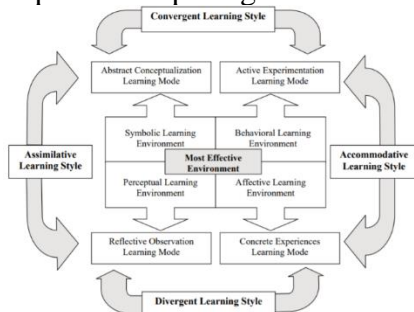 Convergent Learning Style
Abstract Conceptualization
Learning Mode
Active Experimentation
Learning Mode
Symbolic Learning
Environment
Behavioral Learning
Environment
Assimilative
Learning Style
Most Effective
Environment
Accommodative
Learning Style
Perceptual Learning
Environment
Affective Learning
Environment
Reflective Observation
Learning Mode
Concrete Experiences
Learning Mode
Divergent Learning Style